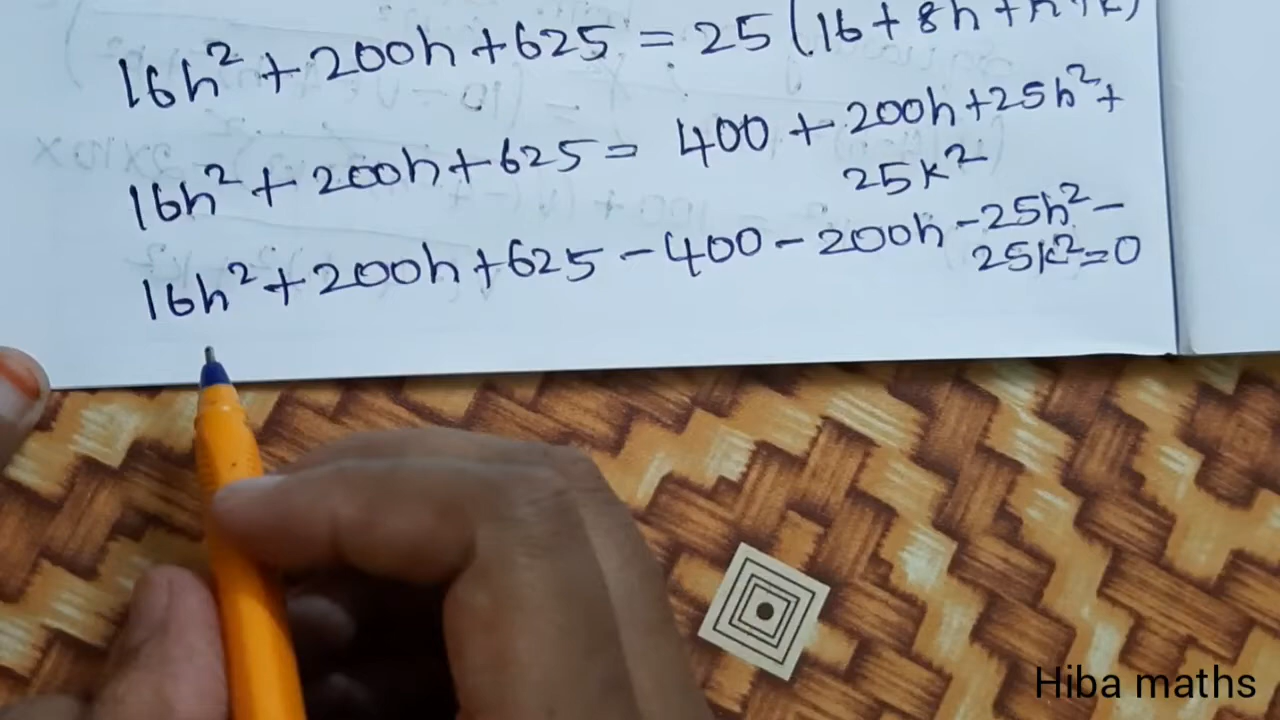 16h² + 200h + 625 = 25 (16 + 8h +
16h² + 200h + 625 = 400 + 200h + 25h² +
25k²
16h² + 200h + 625 - 400 - 200h - 25h² -
25k² = 0
Hiba maths